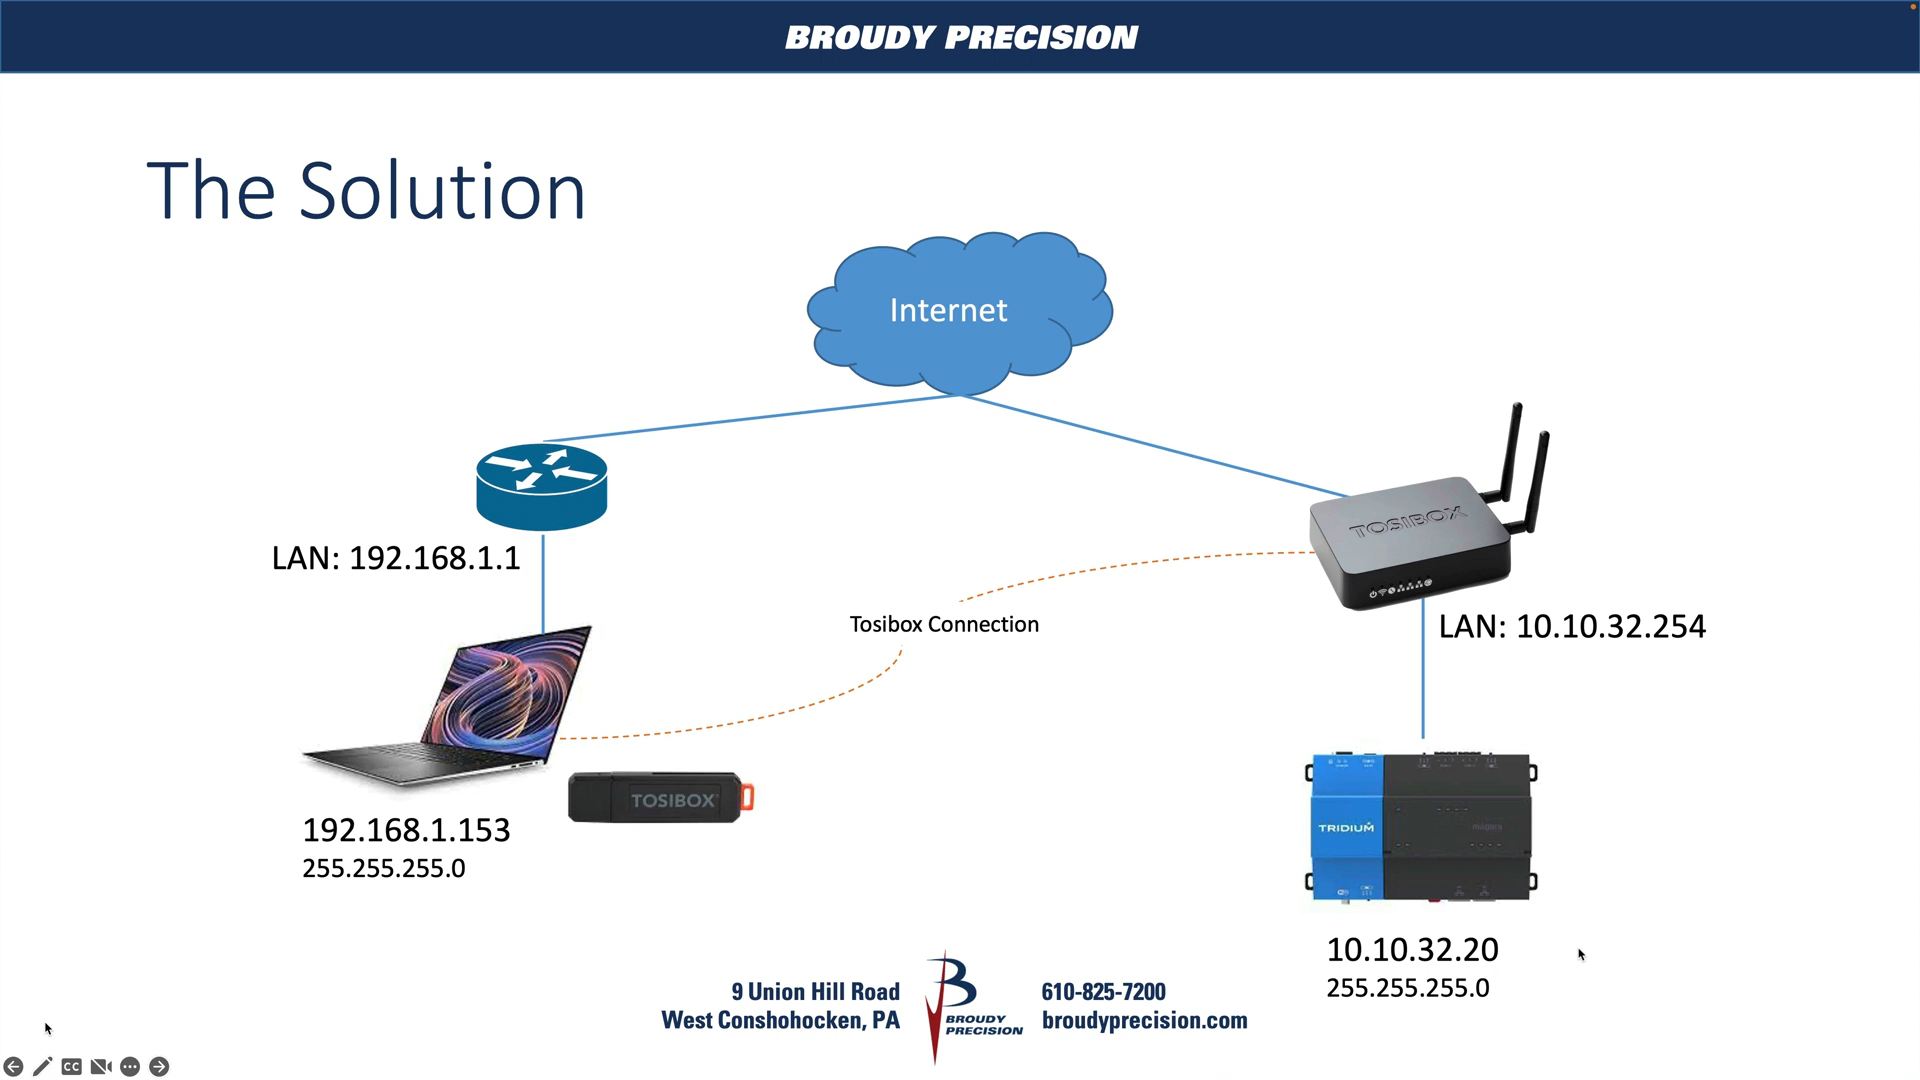 BROUDY PRECISION
The Solution
Internet
TOSIBOX
LAN: 192.168.1.1
Tosibox Connection
LAN: 10.10.32.254
TOSIBOX
192.168.1.153
255.255.255.0
TRIDIUM
niagara
10.10.32.20
255.255.255.0
9 Union Hill Road
West Conshohocken, PA
B
BROUDY
PRECISION
610-825-7200
broudyprecision.com
CC